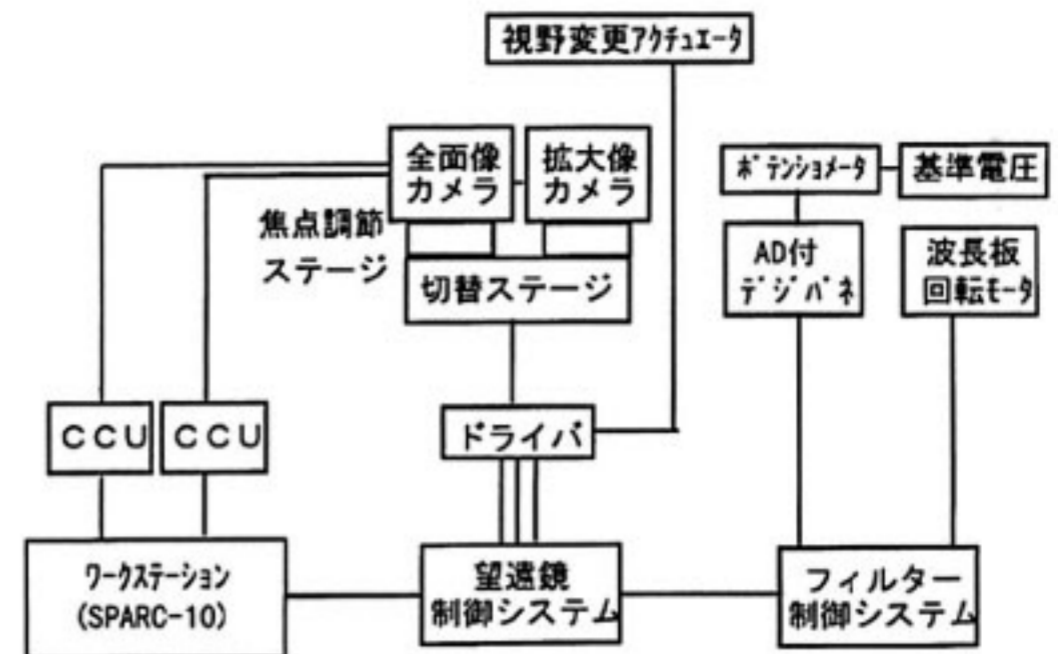 視野変更ｱｸﾁｭｴｰﾀ
全面像
カメラ
拡大像
カメラ
ﾎﾟﾃﾝｼｮﾒｰﾀ
基準電圧
焦点調節
ステージ
切替ステージ
AD付
ﾃﾞｼﾞﾊﾟﾈ
波長板
回転ﾓｰﾀ
ＣＣＵ
ＣＣＵ
ドライバ
ﾜｰｸｽﾃｰｼｮﾝ
(SPARC-10)
望遠鏡
制御システム
フィルター
制御システム